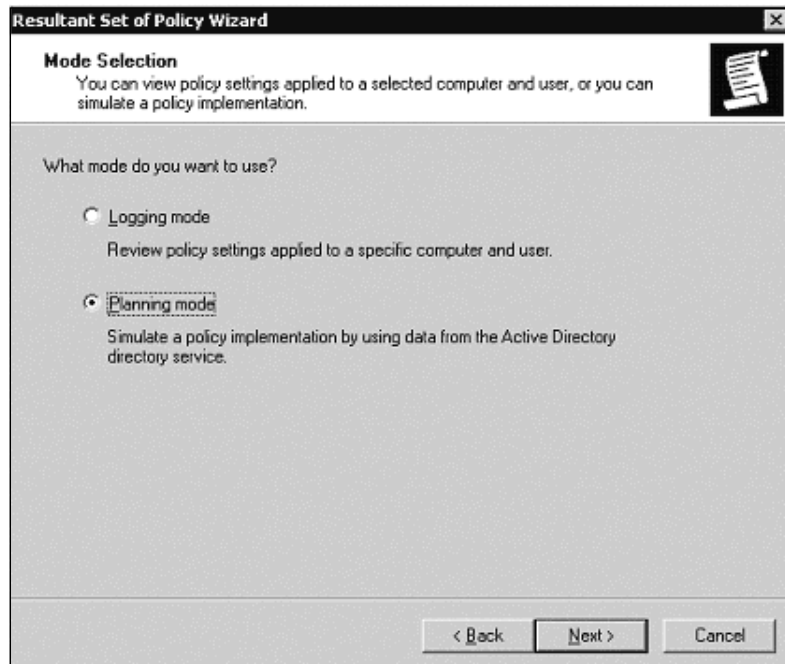 Resultant Set of Policy Wizard
Mode Selection
You can view policy settings applied to a selected computer and user, or you can
simulate a policy implementation.
What mode do you want to use?
Logging mode
Review policy settings applied to a specific computer and user.
Planning mode
Simulate a policy implementation by using data from the Active Directory
directory service.
< Back
Next >
Cancel